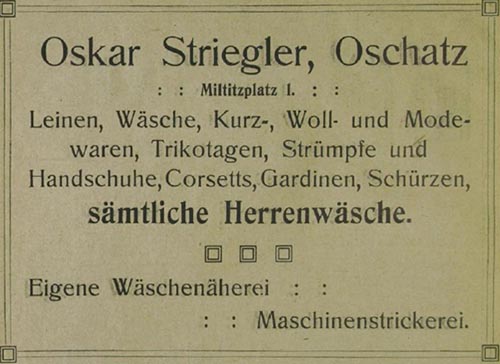 Oskar Striegler, Oschatz
: : Miltitzplatz 1. : :
Leinen, Wäsche, Kurz-, Woll- und Mode-
waren, Trikotagen, Strümpfe und
Handschuhe, Corsetts, Gardinen, Schürzen,
sämtliche Herrenwäsche.
Eigene Wäschenäherei : :
: : Maschinenstrickerei.